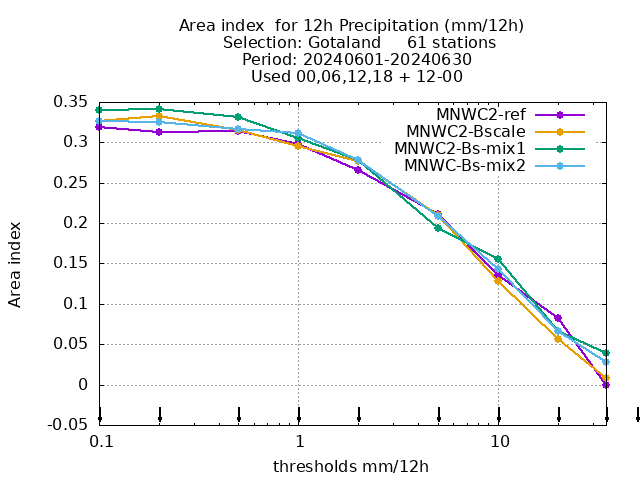 Area index  for 12h Precipitation (mm/12h)
Selection: Gotaland     61 stations
Period: 20240601-20240630
Used 00,06,12,18 + 12-00
MNWC2-ref
MNWC2-Bscale
MNWC2-Bs-mix1
MNWC-Bs-mix2
0.35
0.3
0.25
0.2
0.15
0.1
0.05
0
-0.05
Area index
0.1
1
10
thresholds mm/12h